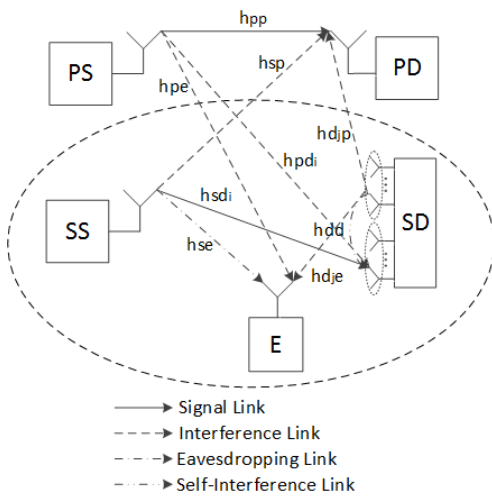 hpp
PS
PD
hsp
hpe
hdjp
hpdi
SS
hsdi
SD
hse
hdd
hdje
E
Signal Link
Interference Link
Eavesdropping Link
Self-Interference Link